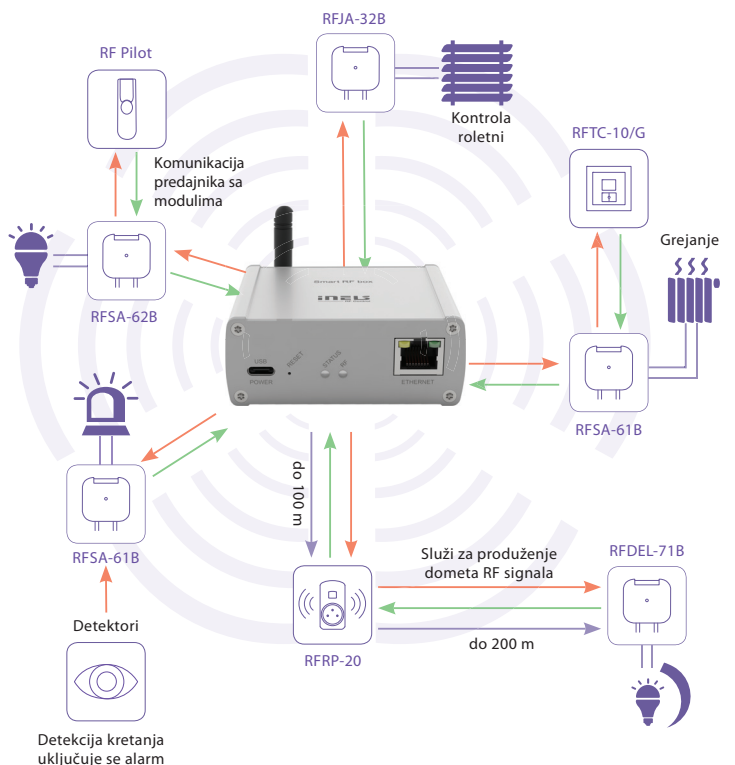 RFJA-32B
RF Pilot
Kontrola
roletni
RFTC-10/G
Komunikacija
predajnika sa
modulima
Grejanje
RFSA-62B
Smart RF box
iNELS
USB
POWER
RESET
STATUS
RF
ETHERNET
RFSA-61B
do 100 m
RFSA-61B
Služi za produženje
dometa RF signala
RFDEL-71B
Detektori
do 200 m
RFRP-20
Detekcija kretanja
uključuje se alarm